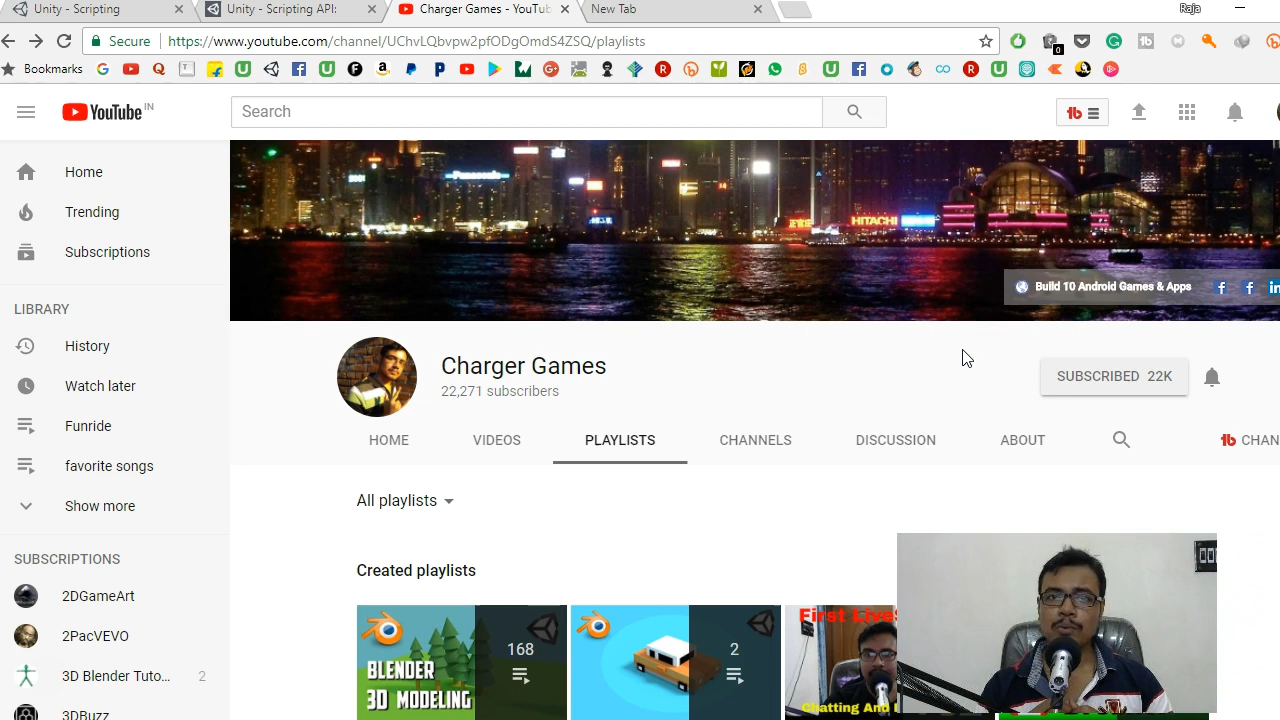 Unity - Scripting
Unity - Scripting API:
Charger Games - YouTub
New Tab
Raja
Secure
https://www.youtube.com/channel/UChvLQbvpw2pfODgOmdS4ZSQ/playlists
0
Bookmarks
YouTube IN
Search
Home
Trending
Subscriptions
LIBRARY
History
Watch later
Funride
favorite songs
Show more
SUBSCRIPTIONS
2DGameArt
2PacVEVO
3D Blender Tuto... 2
3DBuzz
Panasonic
HITACHI
Build 10 Android Games & Apps
Charger Games
22,271 subscribers
SUBSCRIBED 22K
HOME
VIDEOS
PLAYLISTS
CHANNELS
DISCUSSION
ABOUT
CHAN
All playlists
Created playlists
BLENDER
3D MODELING
168
2
First Live
Chatting And